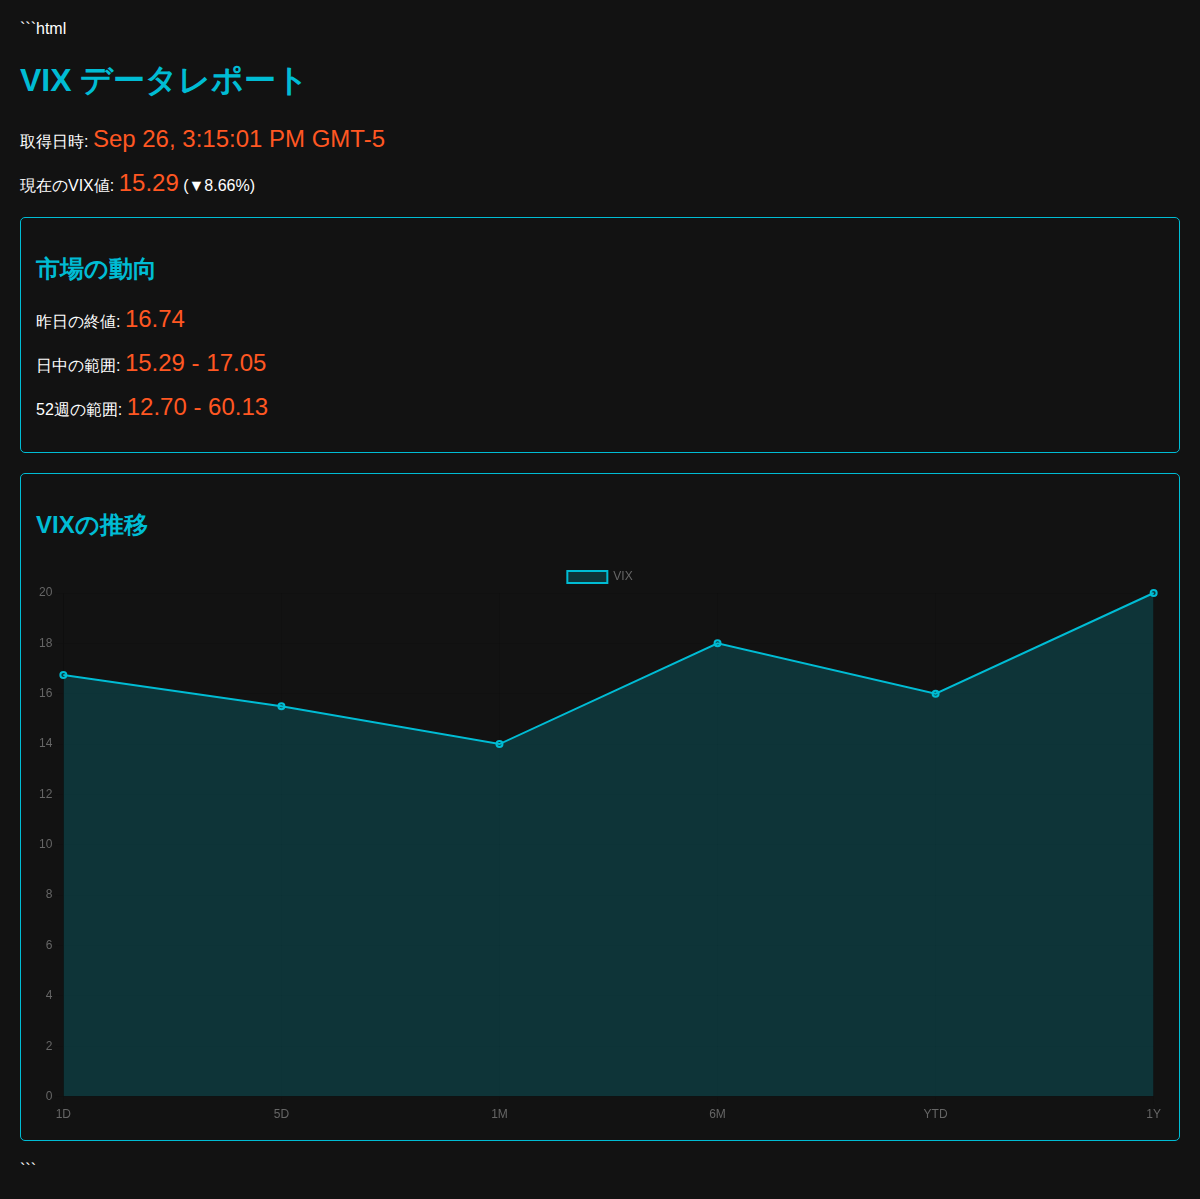 ```html
VIX データレポート
取得日時: Sep 26, 3:15:01 PM GMT-5
現在のVIX値: 15.29 (▼8.66%)
市場の動向
昨日の終値: 16.74
日中の範囲: 15.29 - 17.05
52週の範囲: 12.70 - 60.13
VIXの推移
VIX
20
18
16
14
12
10
8
6
4
2
0
1D 5D 1M 6M YTD 1Y
```